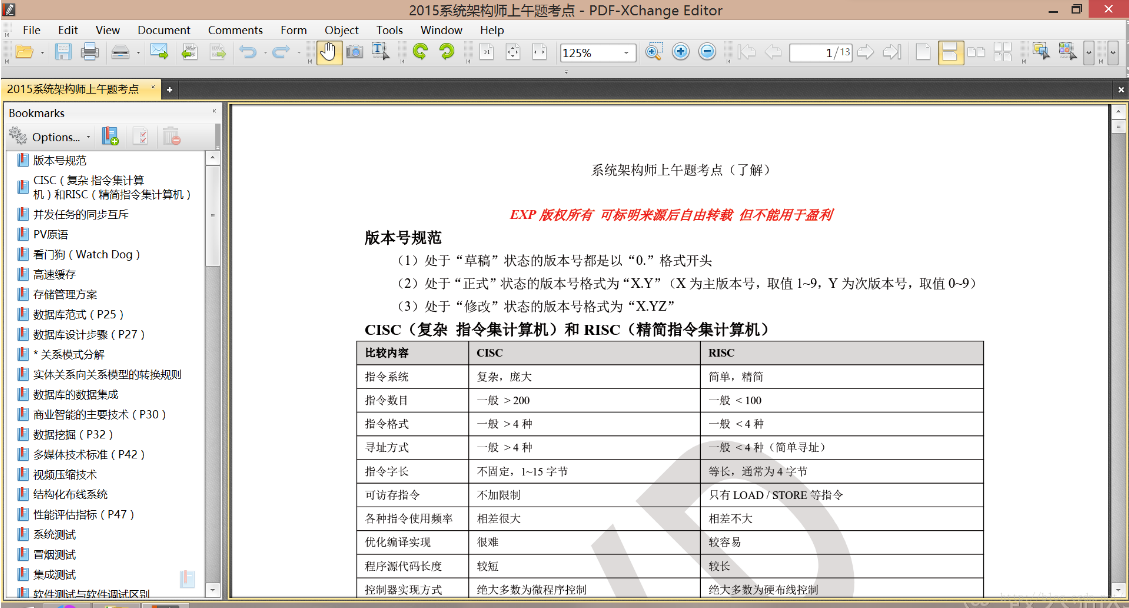 2015系统架构师上午题考点 - PDF-XChange Editor
File Edit View Document Comments Form Object Tools Window Help
125%
1/13
2015系统架构师上午题考点
Bookmarks
Options...
版本号规范
CISC（复杂 指令集计算
机）和RISC（精简指令集计算机）
并发任务的同步互斥
PV原语
看门狗（Watch Dog）
高速缓存
存储管理方案
数据库范式（P25）
数据库设计步骤（P27）
* 关系模式分解
实体关系向关系模型的转换规则
数据库的数据集成
商业智能的主要技术（P30）
数据挖掘（P32）
多媒体技术标准（P42）
视频压缩技术
结构化布线系统
性能评估指标（P47）
系统测试
冒烟测试
集成测试
软件测试与软件调试区别
系统架构师上午题考点（了解）
EXP 版权所有 可标明来源后自由转载 但不能用于盈利
版本号规范
（1）处于“草稿”状态的版本号都是以“0.”格式开头
（2）处于“正式”状态的版本号格式为“X.Y”（X 为主版本号，取值 1~9，Y 为次版本号，取值 0~9）
（3）处于“修改”状态的版本号格式为“X.YZ”
CISC（复杂 指令集计算机）和 RISC（精简指令集计算机）
比较内容 CISC RISC
指令系统 复杂，庞大 简单，精简
指令数目 一般 > 200 一般 < 100
指令格式 一般 > 4 种 一般 < 4 种
寻址方式 一般 > 4 种 一般 < 4 种（简单寻址）
指令字长 不固定，1~15 字节 等长，通常为 4 字节
可访存指令 不加限制 只有 LOAD / STORE 等指令
各种指令使用频率 相差很大 相差不大
优化编译实现 很难 较容易
程序源代码长度 较短 较长
控制器实现方式 绝大多数为微程序控制 绝大多数为硬布线控制